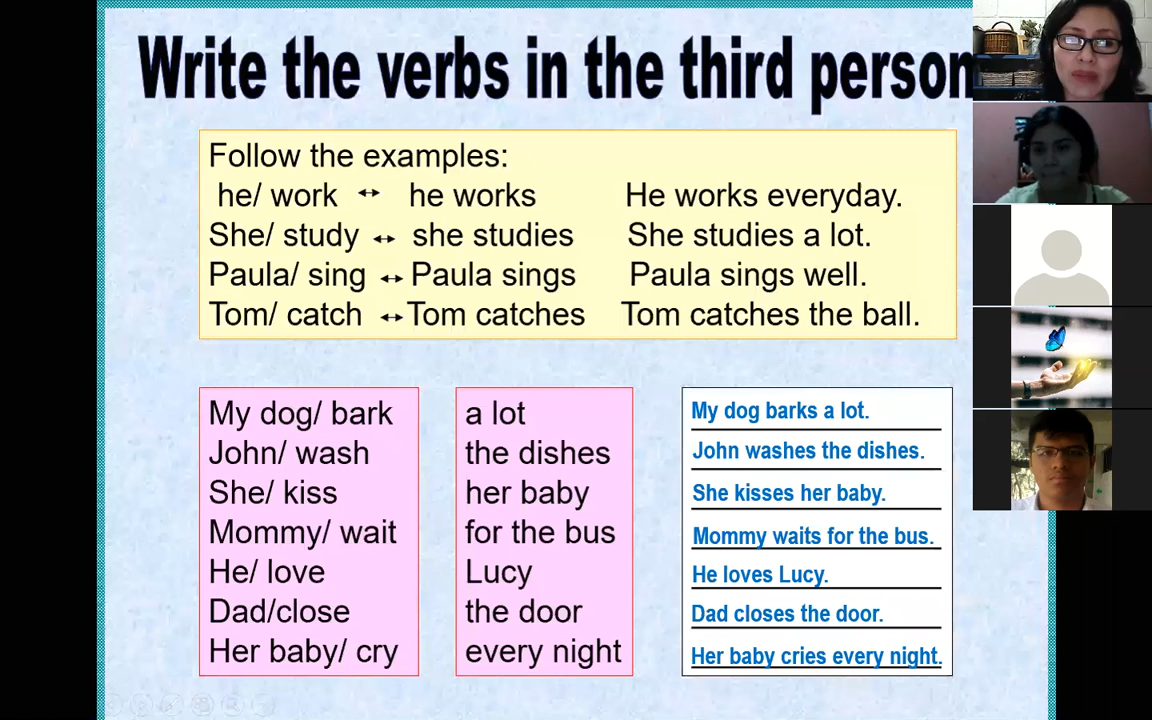 Write the verbs in the third person
Follow the examples:
he/ work ↔ he works He works everyday.
She/ study ↔ she studies She studies a lot.
Paula/ sing ↔ Paula sings Paula sings well.
Tom/ catch ↔ Tom catches Tom catches the ball.
My dog/ bark
John/ wash
She/ kiss
Mommy/ wait
He/ love
Dad/close
Her baby/ cry
a lot
the dishes
her baby
for the bus
Lucy
the door
every night
My dog barks a lot.
John washes the dishes.
She kisses her baby.
Mommy waits for the bus.
He loves Lucy.
Dad closes the door.
Her baby cries every night.